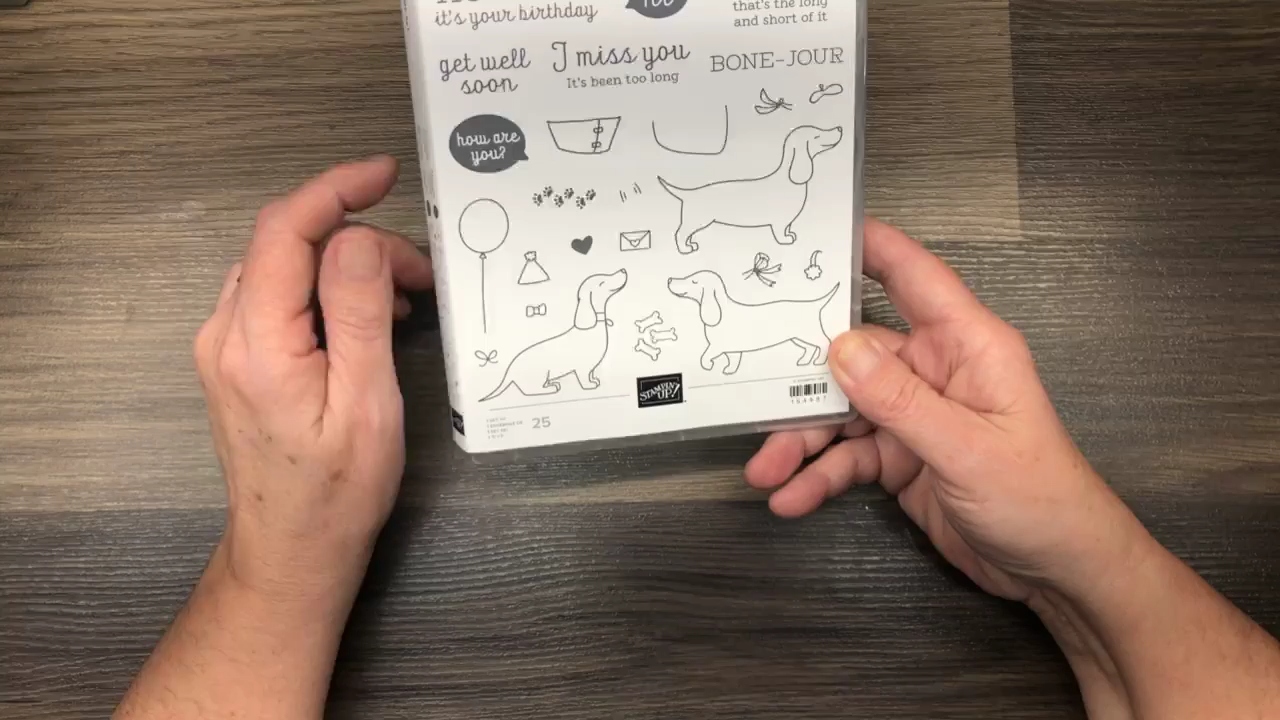 it's your birthday
that's the long
and short of it
get well
soon
I miss you
It's been too long
BONE-JOUR
how are
you?
STAMPIN'
UP!
25